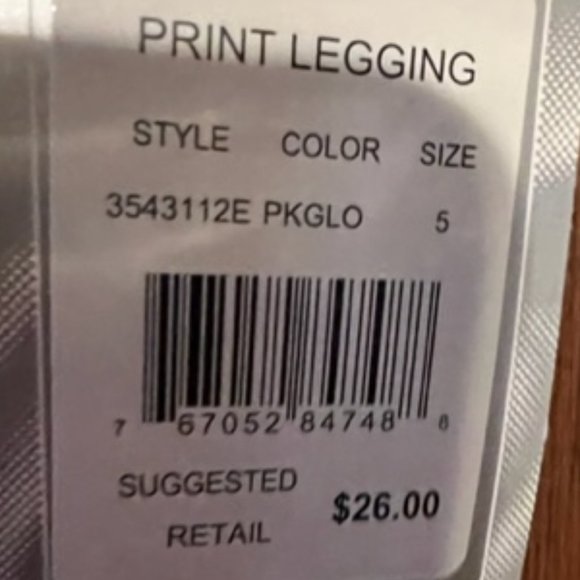 PRINT LEGGING
STYLE COLOR SIZE
3543112E PKGLO 5
7 67052 84748 8
SUGGESTED
RETAIL $26.00